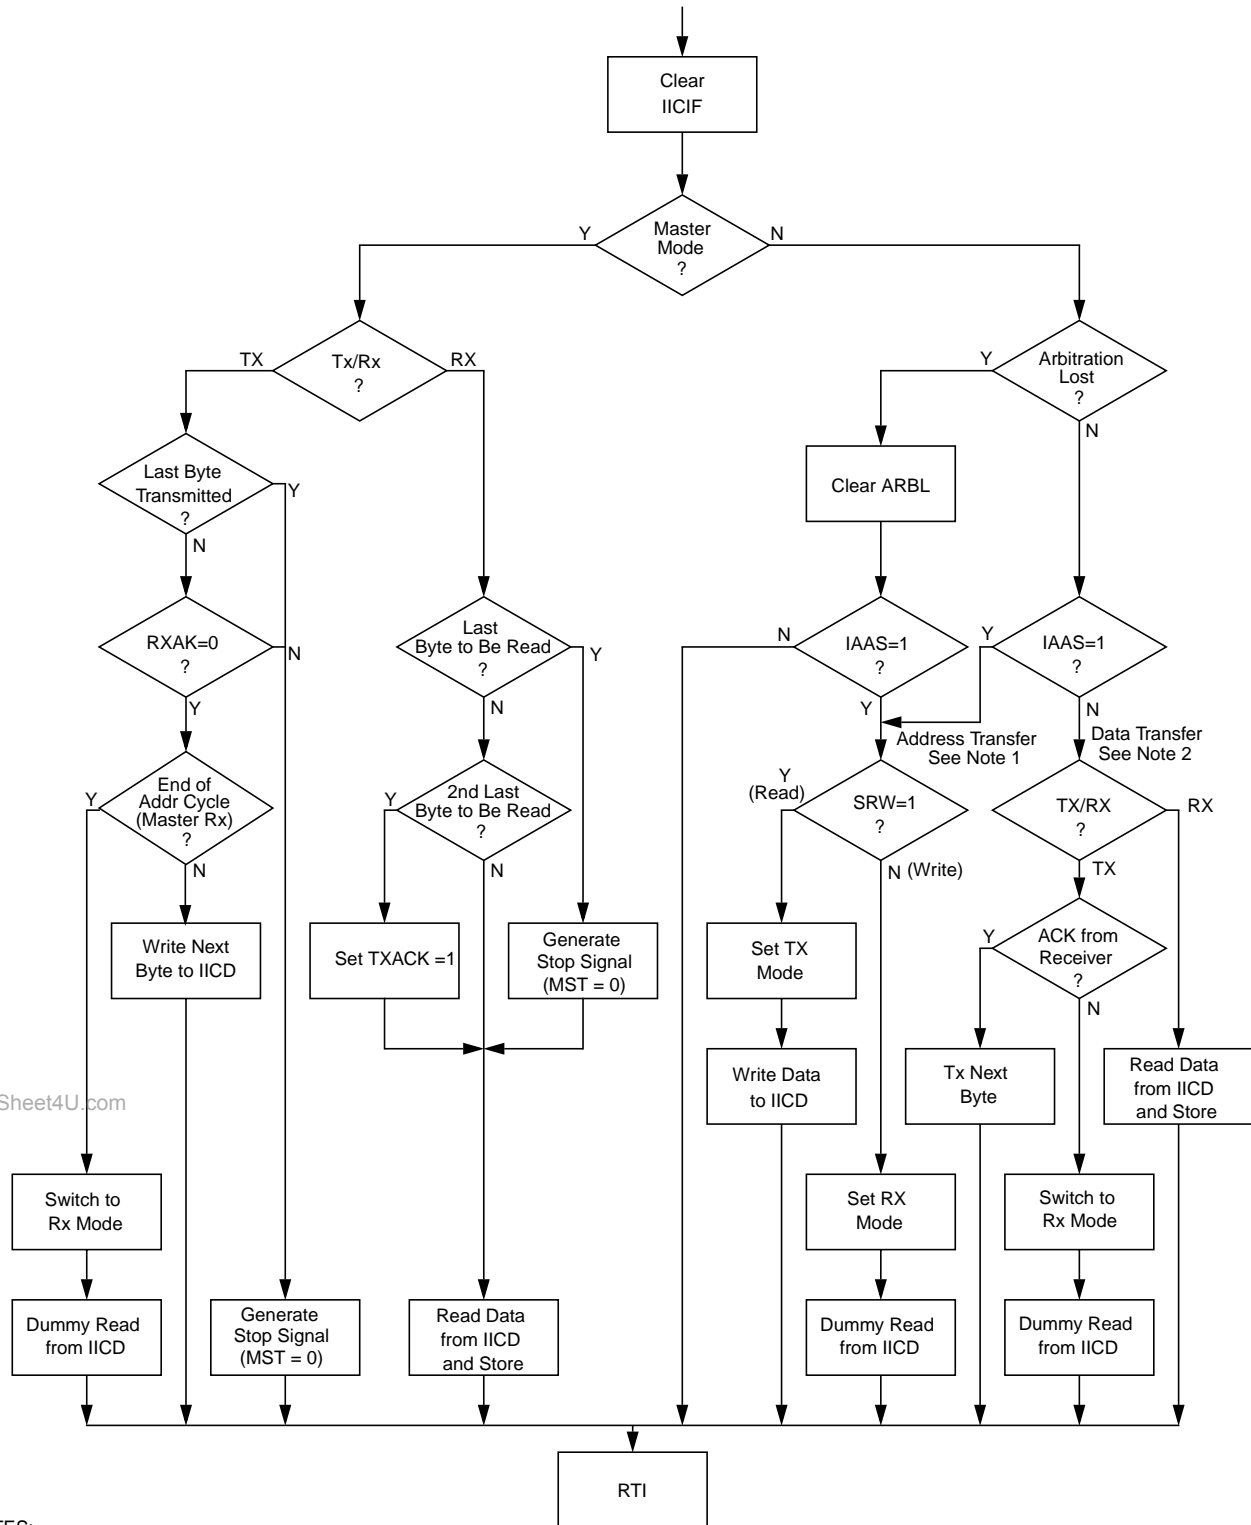 Clear
IICIF
Master
Mode
?
Y
N
Tx/Rx
?
TX
RX
Arbitration
Lost
?
Y
N
Last Byte
Transmitted
?
Y
N
Clear ARBL
RXAK=0
?
N
Y
Last
Byte to Be Read
?
Y
N
IAAS=1
?
N
Y
IAAS=1
?
Y
N
Address Transfer
See Note 1
Data Transfer
See Note 2
End of
Addr Cycle
(Master Rx)
?
Y
N
2nd Last
Byte to Be Read
?
Y
N
Y
(Read)
SRW=1
?
N (Write)
TX/RX
?
RX
TX
Write Next
Byte to IICD
Set TXACK =1
Generate
Stop Signal
(MST = 0)
Set TX
Mode
ACK from
Receiver
?
Y
N
Write Data
to IICD
Tx Next
Byte
Read Data
from IICD
and Store
Sheet4U.com
Switch to
Rx Mode
Set RX
Mode
Switch to
Rx Mode
Dummy Read
from IICD
Generate
Stop Signal
(MST = 0)
Read Data
from IICD
and Store
Dummy Read
from IICD
Dummy Read
from IICD
RTI